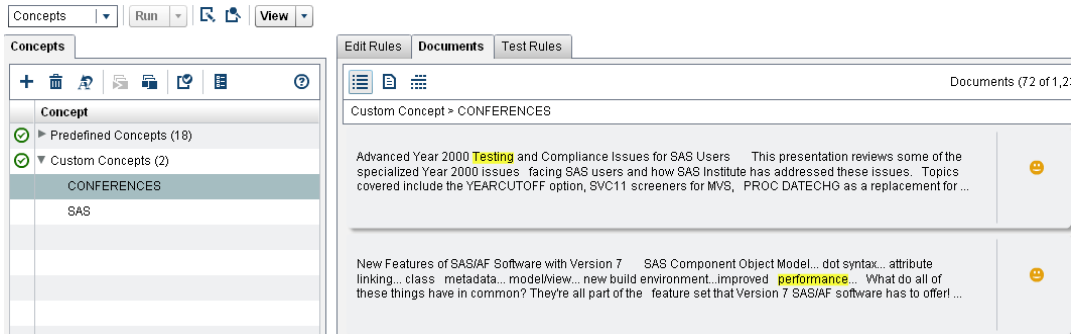 Concepts Run View
Concepts
Concept
Predefined Concepts (18)
Custom Concepts (2)
CONFERENCES
SAS
Edit Rules Documents Test Rules
Documents (72 of 1,2
Custom Concept > CONFERENCES
Advanced Year 2000 Testing and Compliance Issues for SAS Users This presentation reviews some of the
specialized Year 2000 issues facing SAS users and how SAS Institute has addressed these issues. Topics
covered include the YEARCUTOFF option, SVC11 screeners for MVS, PROC DATECHG as a replacement for ...
New Features of SAS/AF Software with Version 7 SAS Component Object Model... dot syntax... attribute
linking... class metadata... model/view... new build environment...improved performance... What do all of
these things have in common? They're all part of the feature set that Version 7 SAS/AF software has to offer! ...